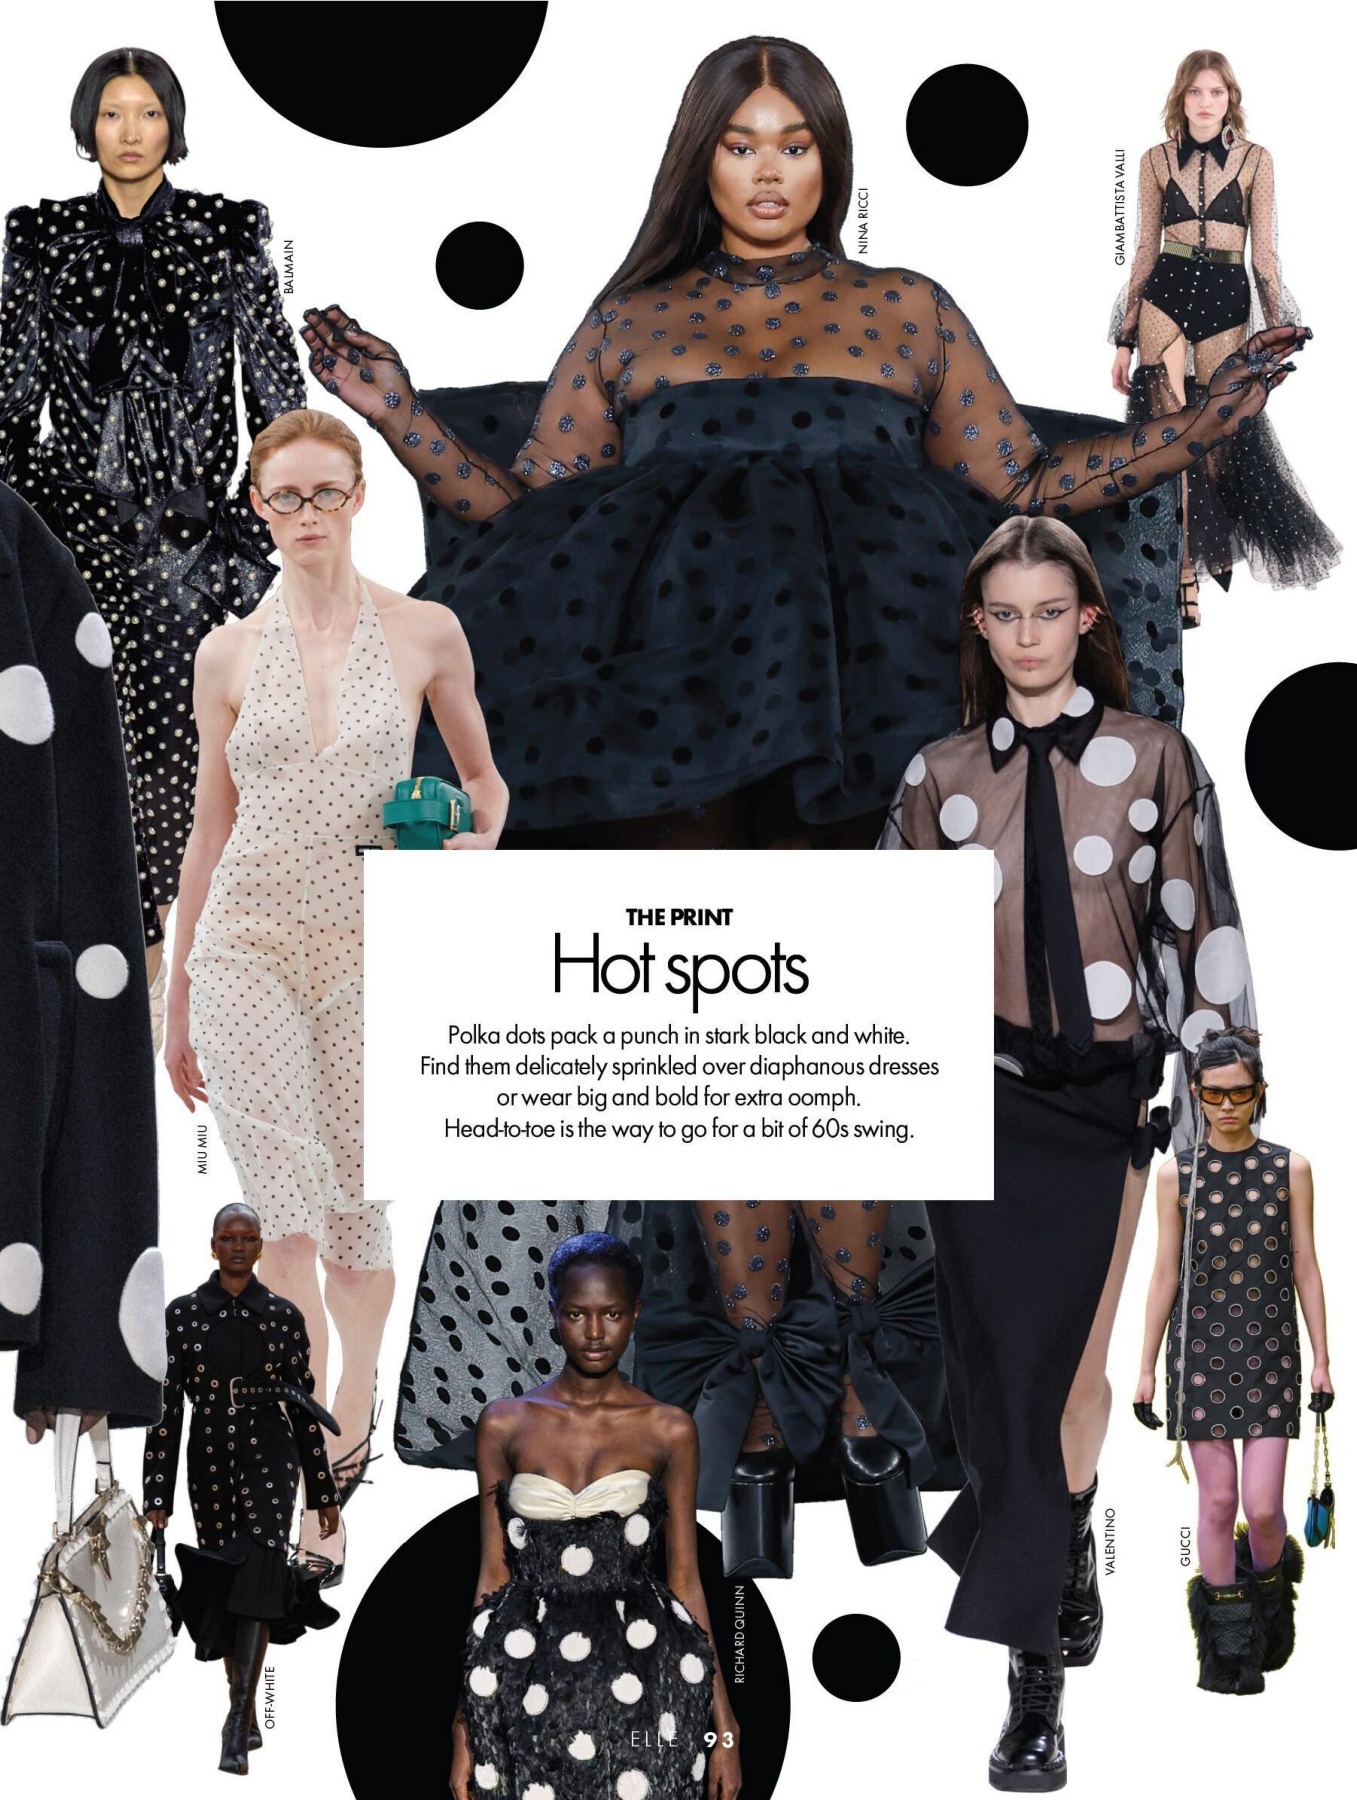 BALMAIN
NINA RICCI
GIAMBATTISTA VALLI
THE PRINT
Hot spots
Polka dots pack a punch in stark black and white.
Find them delicately sprinkled over diaphanous dresses
or wear big and bold for extra oomph.
Head-to-toe is the way to go for a bit of 60s swing.
MIU MIU
OFF-WHITE
RICHARD QUINN
VALENTINO
GUCCI
ELLE 93